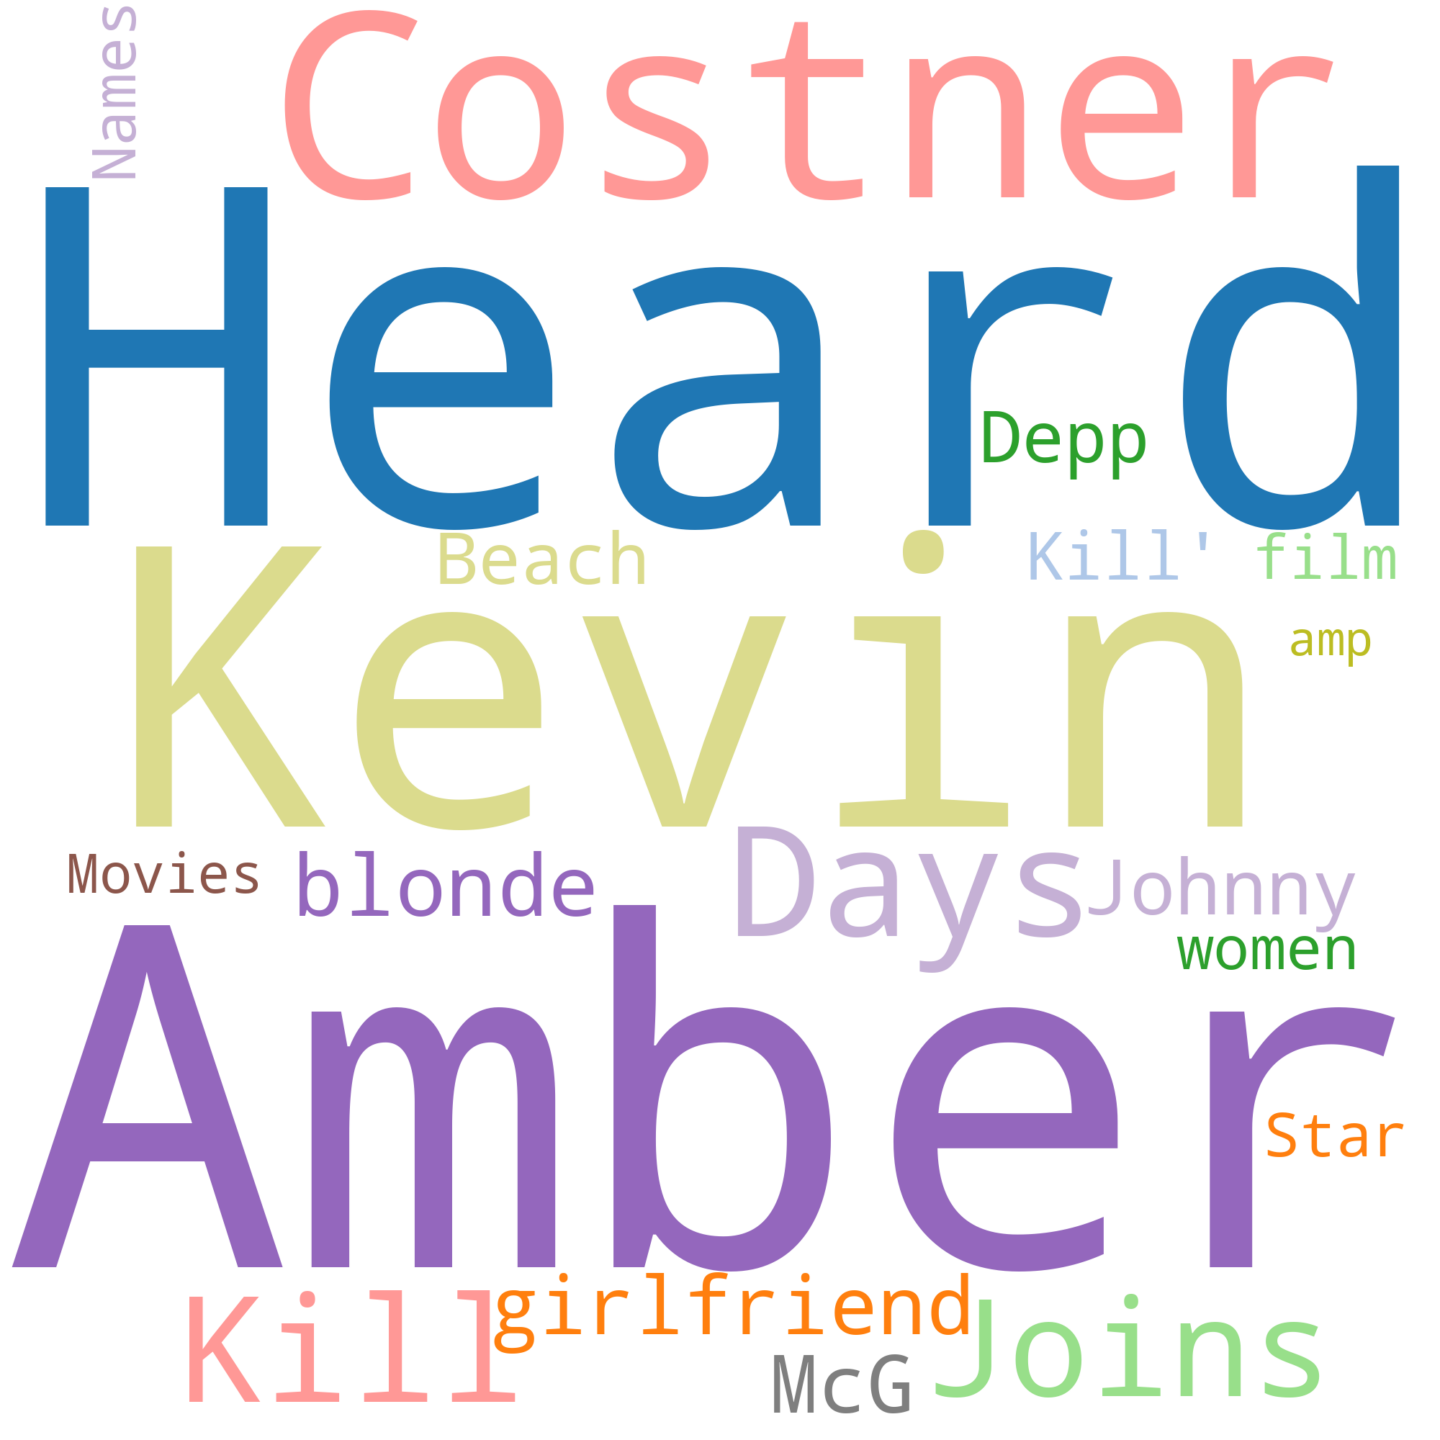 Names
Costner
Heard
Depp
Beach
Kill'
film
Kevin
amp
Movies
blonde
Days
Johnny
women
Amber
Star
Kill
girlfriend
Joins
McG